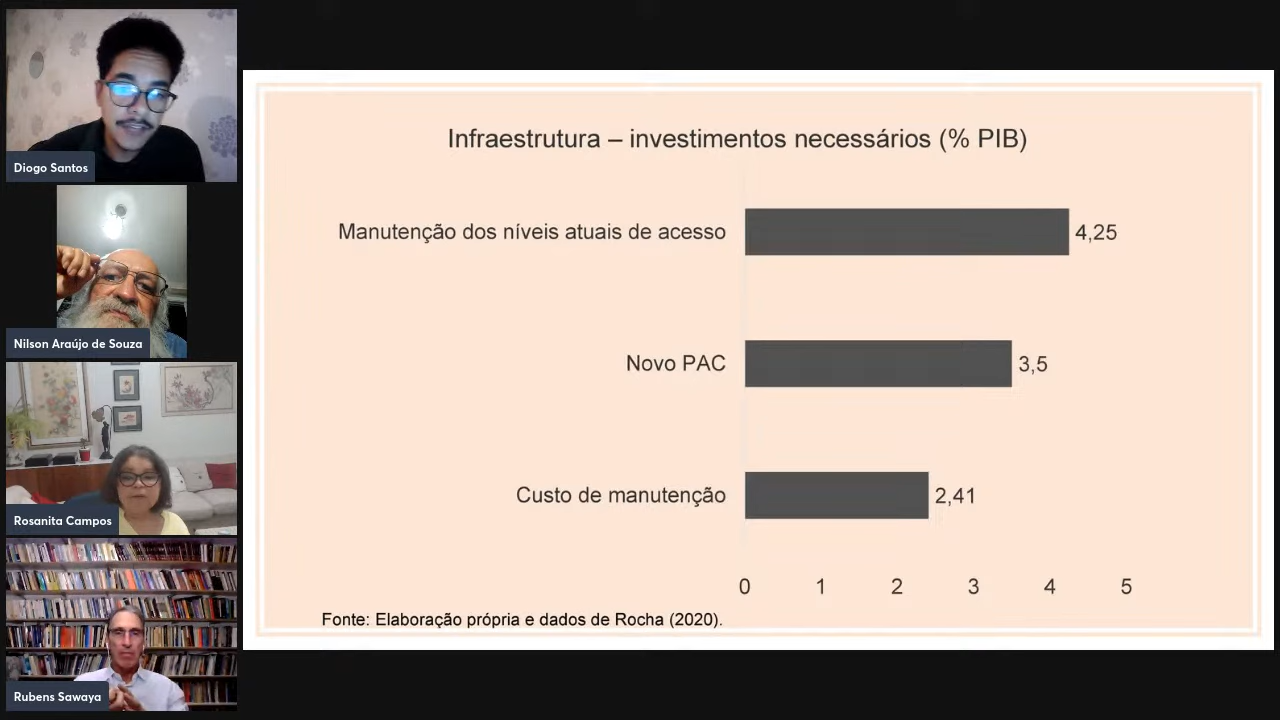 Diogo Santos
Nilson Araújo de Souza
Rosanita Campos
Rubens Sawaya
Infraestrutura – investimentos necessários (% PIB)
Manutenção dos níveis atuais de acesso 4,25
Novo PAC 3,5
Custo de manutenção 2,41
0 1 2 3 4 5
Fonte: Elaboração própria e dados de Rocha (2020).